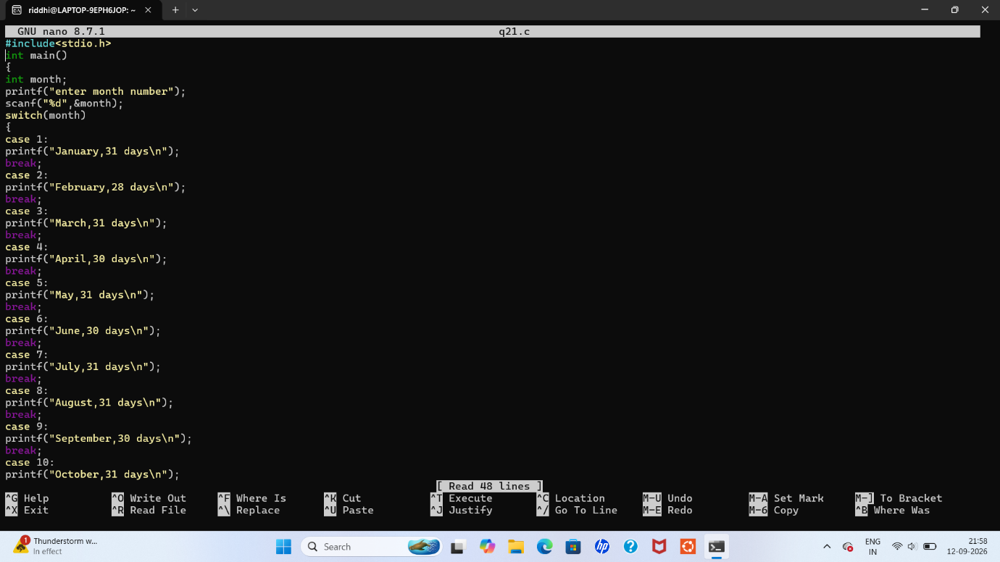 riddhi@LAPTOP-9EPH6JOP: ~
GNU nano 8.7.1 q21.c
#include<stdio.h>
int main()
{
int month;
printf("enter month number");
scanf("%d",&month);
switch(month)
{
case 1:
printf("January,31 days\n");
break;
case 2:
printf("February,28 days\n");
break;
case 3:
printf("March,31 days\n");
break;
case 4:
printf("April,30 days\n");
break;
case 5:
printf("May,31 days\n");
break;
case 6:
printf("June,30 days\n");
break;
case 7:
printf("July,31 days\n");
break;
case 8:
printf("August,31 days\n");
break;
case 9:
printf("September,30 days\n");
break;
case 10:
printf("October,31 days\n");
[ Read 48 lines ]
^G Help ^O Write Out ^F Where Is ^K Cut ^T Execute ^C Location M-U Undo M-A Set Mark M-] To Bracket
^X Exit ^R Read File ^\ Replace ^U Paste ^J Justify ^/ Go To Line M-E Redo M-6 Copy ^B Where Was
1 Thunderstorm w...
In effect
Search
hp
ENG
IN
21:58
12-09-2026